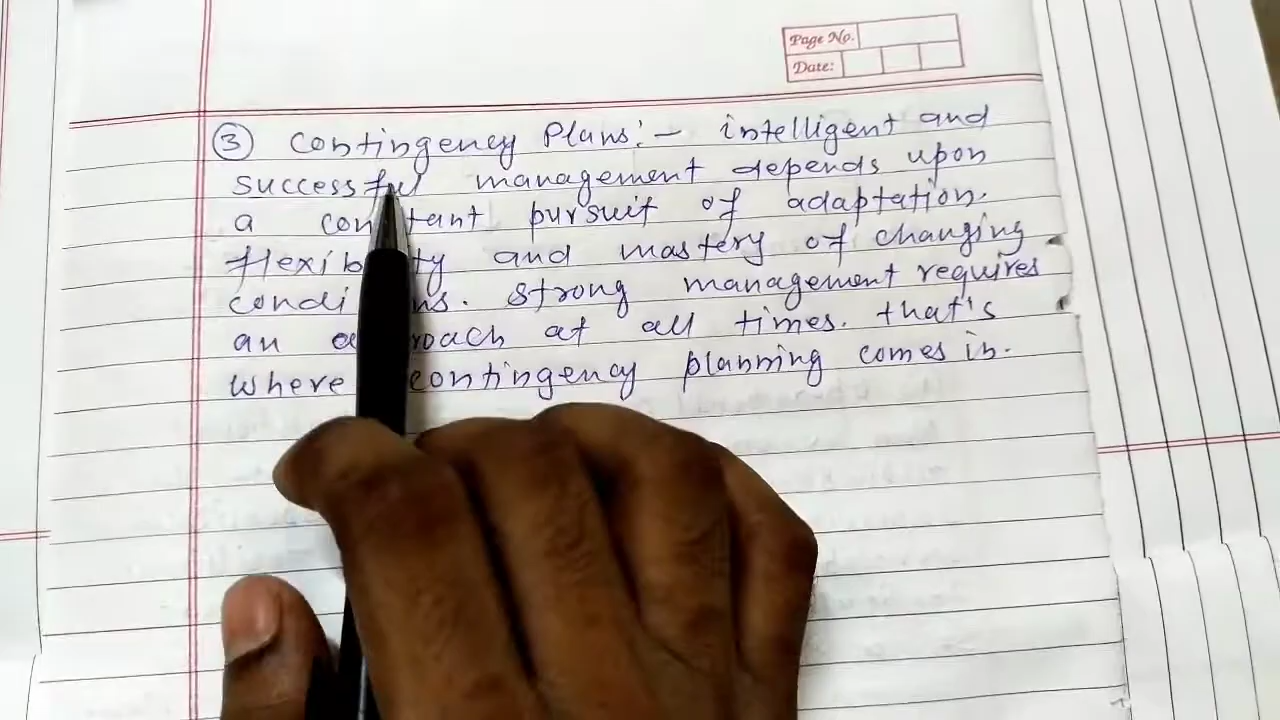 Page No.
Date:
③ Contingency Plans:- intelligent and
successful management depends upon
a constant pursuit of adaptation.
flexibility and mastery of changing
conditions. strong management requires
an approach at all times. that's
where contingency planning comes in.